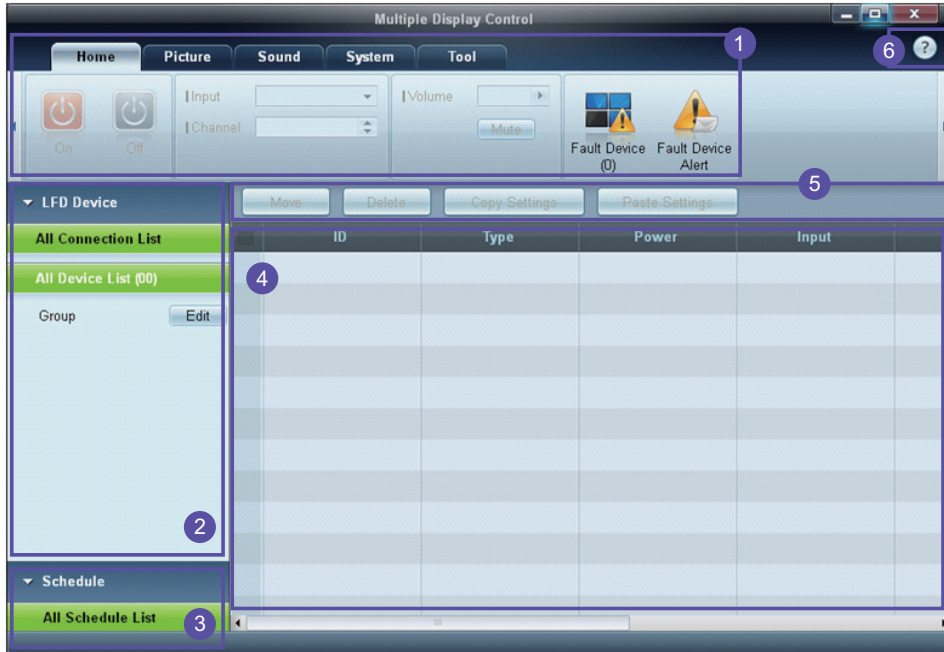 Multiple Display Control
Home Picture Sound System Tool
1
6
?
Input
Volume
Channel
Mute
On Off
Fault Device (0)
Fault Device Alert
5
LFD Device
Move Delete Copy Settings Paste Settings
All Connection List
ID Type Power Input
4
All Device List (00)
Group Edit
2
Schedule
All Schedule List
3